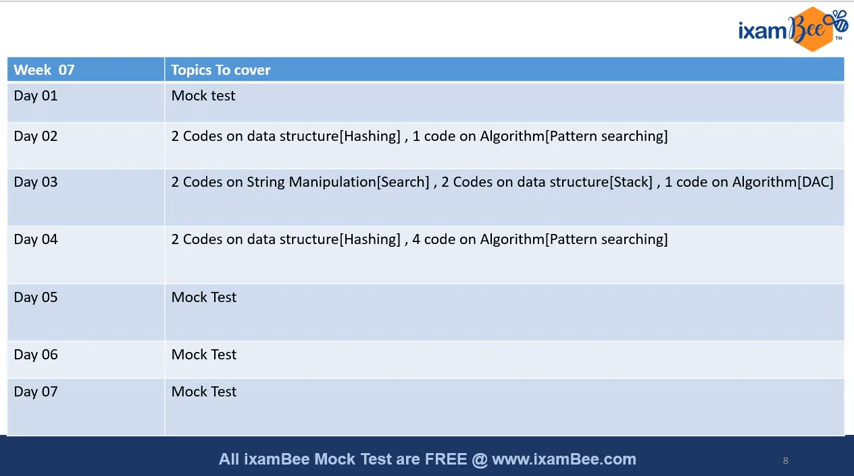 ixamBee™
Week 07 Topics To cover
Day 01 Mock test
Day 02 2 Codes on data structure[Hashing] , 1 code on Algorithm[Pattern searching]
Day 03 2 Codes on String Manipulation[Search] , 2 Codes on data structure[Stack] , 1 code on Algorithm[DAC]
Day 04 2 Codes on data structure[Hashing] , 4 code on Algorithm[Pattern searching]
Day 05 Mock Test
Day 06 Mock Test
Day 07 Mock Test
All ixamBee Mock Test are FREE @ www.ixamBee.com 8